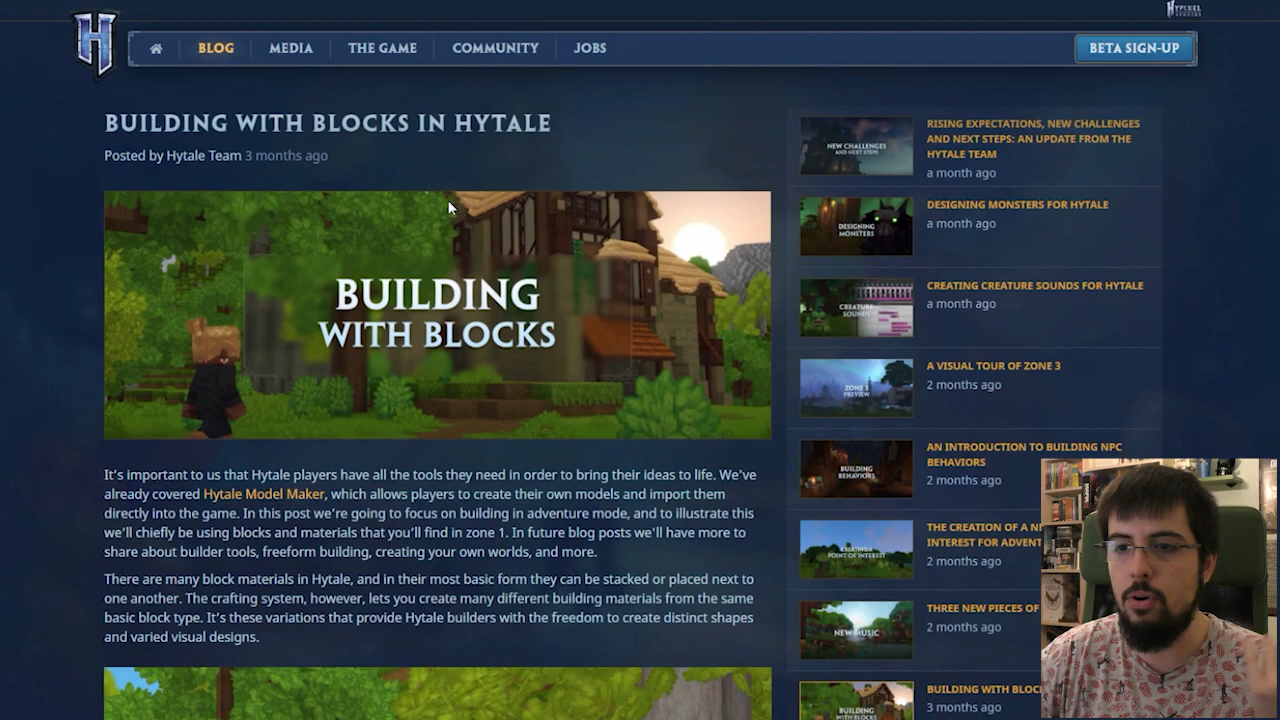 HYPIXEL
STUDIOS
BLOG
MEDIA
THE GAME
COMMUNITY
JOBS
BETA SIGN-UP
BUILDING WITH BLOCKS IN HYTALE
Posted by Hytale Team 3 months ago
BUILDING
WITH BLOCKS
It's important to us that Hytale players have all the tools they need in order to bring their ideas to life. We've
already covered Hytale Model Maker, which allows players to create their own models and import them
directly into the game. In this post we're going to focus on building in adventure mode, and to illustrate this
we'll chiefly be using blocks and materials that you'll find in zone 1. In future blog posts we'll have more to
share about builder tools, freeform building, creating your own worlds, and more.
There are many block materials in Hytale, and in their most basic form they can be stacked or placed next to
one another. The crafting system, however, lets you create many different building materials from the same
basic block type. It's these variations that provide Hytale builders with the freedom to create distinct shapes
and varied visual designs.
NEW CHALLENGES
AND NEXT STEPS
RISING EXPECTATIONS, NEW CHALLENGES
AND NEXT STEPS: AN UPDATE FROM THE
HYTALE TEAM
a month ago
DESIGNING
MONSTERS
DESIGNING MONSTERS FOR HYTALE
a month ago
CREATURE
SOUNDS
CREATING CREATURE SOUNDS FOR HYTALE
a month ago
ZONE 3
PREVIEW
A VISUAL TOUR OF ZONE 3
2 months ago
BUILDING
BEHAVIORS
AN INTRODUCTION TO BUILDING NPC
BEHAVIORS
2 months ago
CREATING A
POINT OF INTEREST
THE CREATION OF A
INTEREST FOR
2 months ago
NEW MUSIC
THREE NEW PIECES OF
2 months ago
BUILDING
WITH BLOCKS
BUILDING WITH
3 months ago